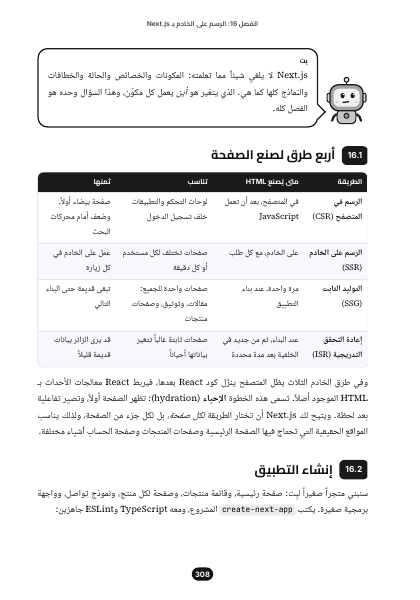 الفصل 16: الرسم على الخادم بـ Next.js
بِت
Next.js لا يلغي شيئاً مما تعلمته: المكونات والخصائص والحالة والخطافات
والنماذج كلها كما هي. الذي يتغير هو أين يعمل كل مكوّن، وهذا السؤال وحده هو
الفصل كله.
16.1 أربع طرق لصنع الصفحة
الطريقة متى يُصنع HTML تناسب ثمنها
الرسم في المتصفح (CSR) في المتصفح، بعد أن تعمل JavaScript لوحات التحكم والتطبيقات خلف تسجيل الدخول صفحة بيضاء أولاً، وضعف أمام محركات البحث
الرسم على الخادم (SSR) على الخادم، مع كل طلب صفحات تختلف لكل مستخدم أو كل دقيقة عمل على الخادم في كل زيارة
التوليد الثابت (SSG) مرة واحدة، عند بناء التطبيق صفحات واحدة للجميع: مقالات، وتوثيق، وصفحات منتجات تبقى قديمة حتى البناء التالي
إعادة التحقق التدريجية (ISR) عند البناء، ثم من جديد في الخلفية بعد مدة محددة صفحات ثابتة غالباً تتغير بياناتها أحياناً قد يرى الزائر بيانات قديمة قليلاً
وفي طرق الخادم الثلاث يظل المتصفح ينزّل كود React بعدها، فيربط React معالجات الأحداث بـ
HTML الموجود أصلاً. تسمى هذه الخطوة الإحياء (hydration): تظهر الصفحة أولاً، وتصير تفاعلية
بعد لحظة. ويتيح لك Next.js أن تختار الطريقة لكل صفحة، بل لكل جزء من الصفحة، ولذلك يناسب
المواقع الحقيقية التي تحتاج فيها الصفحة الرئيسية وصفحات المنتجات وصفحة الحساب أشياء مختلفة.
16.2 إنشاء التطبيق
سنبني متجراً صغيراً لبِت: صفحة رئيسية، وقائمة منتجات، وصفحة لكل منتج، ونموذج تواصل، وواجهة
برمجية صغيرة. يكتب create-next-app المشروع، ومعه TypeScript وESLint جاهزين:
308